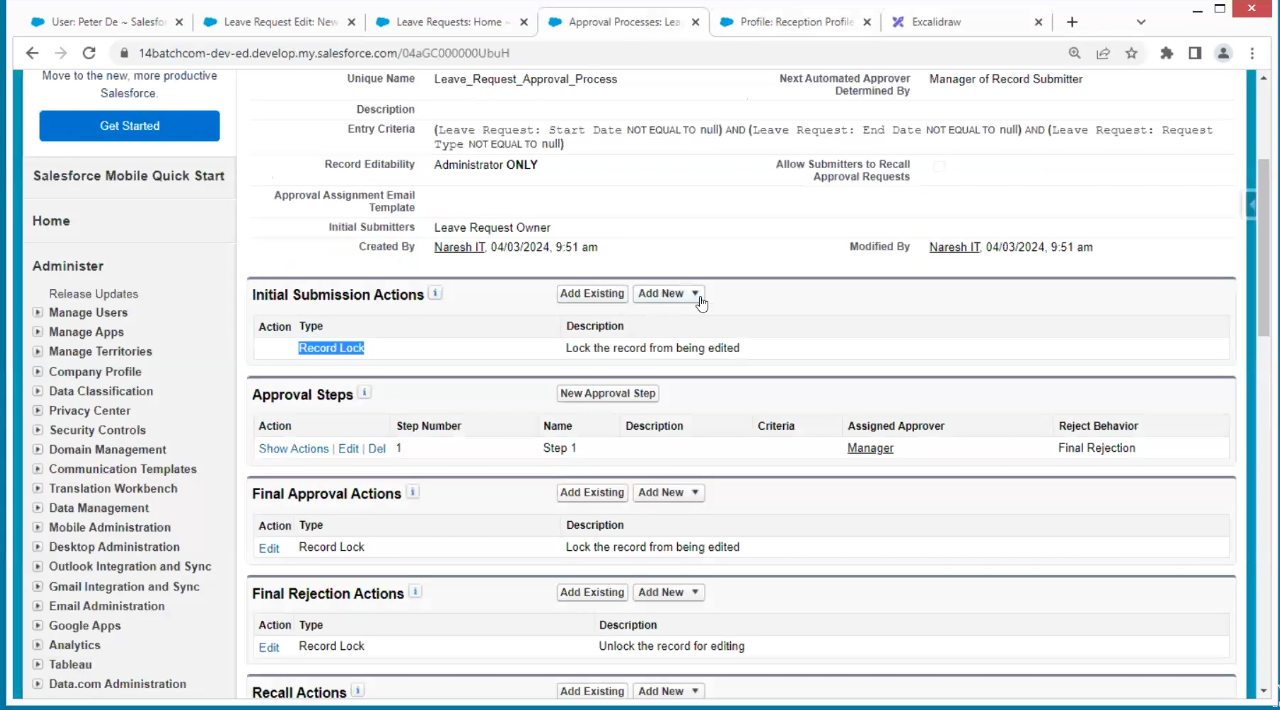 User: Peter De ~ Salesfo
Leave Request Edit: New
Leave Requests: Home ~
Approval Processes: Lea
Profile: Reception Profile
Excalidraw
14batchcom-dev-ed.develop.my.salesforce.com/04aGC000000UbuH
Move to the new, more productive
Salesforce.
Get Started
Salesforce Mobile Quick Start
Home
Administer
Release Updates
Manage Users
Manage Apps
Manage Territories
Company Profile
Data Classification
Privacy Center
Security Controls
Domain Management
Communication Templates
Translation Workbench
Data Management
Mobile Administration
Desktop Administration
Outlook Integration and Sync
Gmail Integration and Sync
Email Administration
Google Apps
Analytics
Tableau
Data.com Administration
Unique Name Leave_Request_Approval_Process Next Automated Approver Determined By Manager of Record Submitter
Description
Entry Criteria (Leave Request: Start Date NOT EQUAL TO null) AND (Leave Request: End Date NOT EQUAL TO null) AND (Leave Request: Request
Type NOT EQUAL TO null)
Record Editability Administrator ONLY Allow Submitters to Recall Approval Requests
Approval Assignment Email
Template
Initial Submitters Leave Request Owner
Created By Naresh IT, 04/03/2024, 9:51 am Modified By Naresh IT, 04/03/2024, 9:51 am
Initial Submission Actions i Add Existing Add New
Action Type Description
Record Lock Lock the record from being edited
Approval Steps i New Approval Step
Action Step Number Name Description Criteria Assigned Approver Reject Behavior
Show Actions | Edit | Del 1 Step 1 Manager Final Rejection
Final Approval Actions i Add Existing Add New
Action Type Description
Edit Record Lock Lock the record from being edited
Final Rejection Actions i Add Existing Add New
Action Type Description
Edit Record Lock Unlock the record for editing
Recall Actions i Add Existing Add New